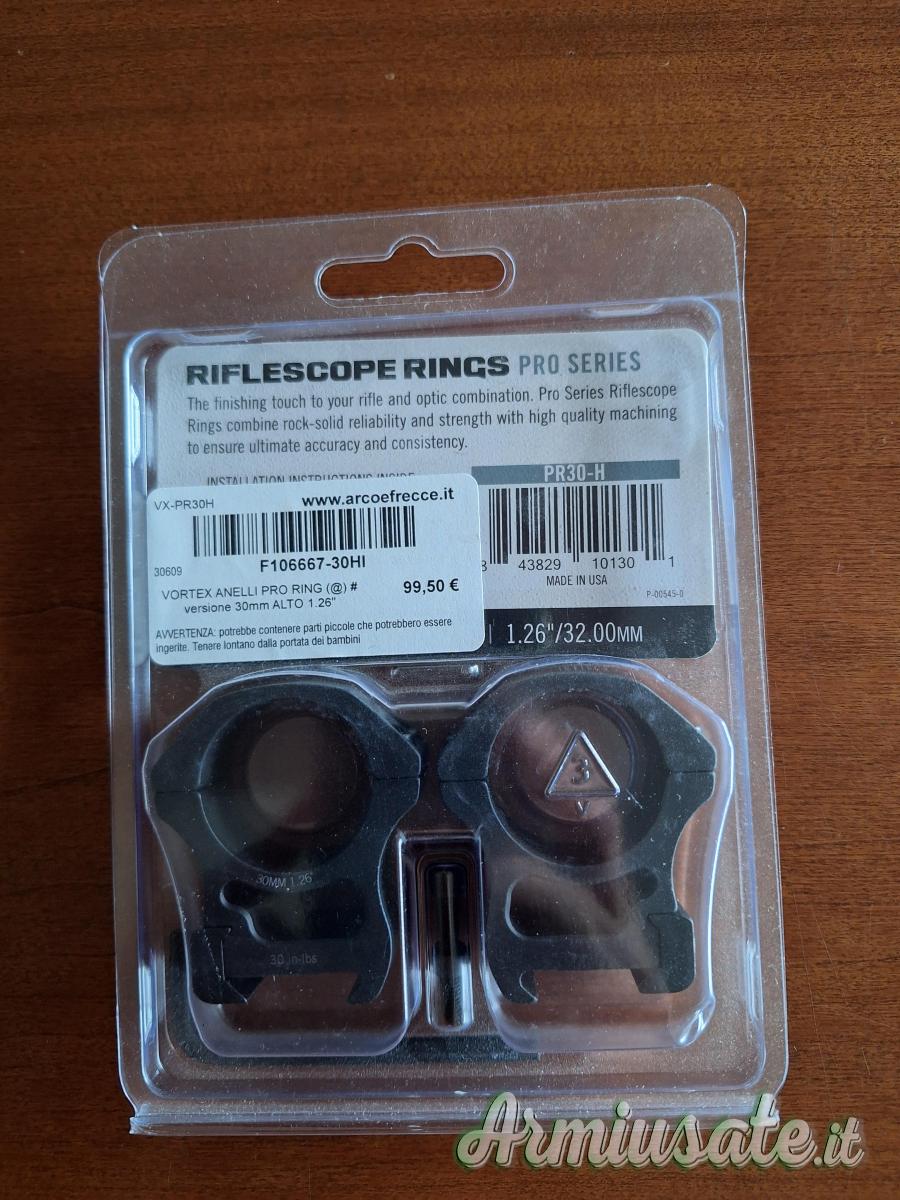 RIFLESCOPE RINGS PRO SERIES
The finishing touch to your rifle and optic combination. Pro Series Riflescope
Rings combine rock-solid reliability and strength with high quality machining
to ensure ultimate accuracy and consistency.
INSTALLATION INSTRUCTIONS INSIDE
PR30-H
VX-PR30H www.arcoefrecce.it
F106667-30HI
30609
VORTEX ANELLI PRO RING (@) # 99,50 €
versione 30mm ALTO 1.26"
AVVERTENZA: potrebbe contenere parti piccole che potrebbero essere
ingerite. Tenere lontano dalla portata dei bambini
8 43829 10130 1
MADE IN USA
P-00545-0
1.26"/32.00MM
3
V
30MM 1.26"
30 in-lbs
Armiusate.it